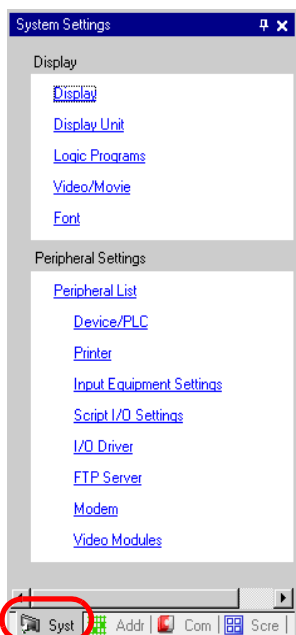 System Settings
Display
Display
Display Unit
Logic Programs
Video/Movie
Font
Peripheral Settings
Peripheral List
Device/PLC
Printer
Input Equipment Settings
Script I/O Settings
I/O Driver
FTP Server
Modem
Video Modules
Syst Addr Com Scre